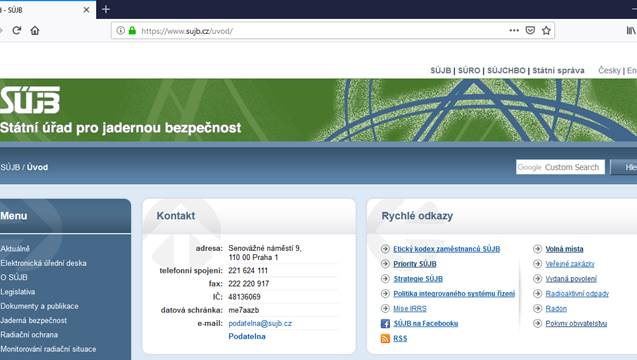 - SÚJB
https://www.sujb.cz/uvod/
SÚJB | SÚRO | SÚJCHBO | Státní správa Česky | En
SÚJB
Státní úřad pro jadernou bezpečnost
SÚJB / Úvod
Google Custom Search
Hle
Menu
Aktuálně
Elektronická úřední deska
O SÚJB
Legislativa
Dokumenty a publikace
Jaderná bezpečnost
Radiační ochrana
Monitorování radiační situace
Kontakt
adresa: Senovážné náměstí 9,
110 00 Praha 1
telefonní spojení: 221 624 111
fax: 222 220 917
IČ: 48136069
datová schránka: me7aazb
e-mail: podatelna@sujb.cz
Podatelna
Rychlé odkazy
Etický kodex zaměstnanců SÚJB
Priority SÚJB
Strategie SÚJB
Politika integrovaného systému řízení
Mise IRRS
SÚJB na Facebooku
RSS
Volná místa
Veřejné zakázky
Vydaná povolení
Radioaktivní odpady
Radon
Pokyny obyvatelstvu